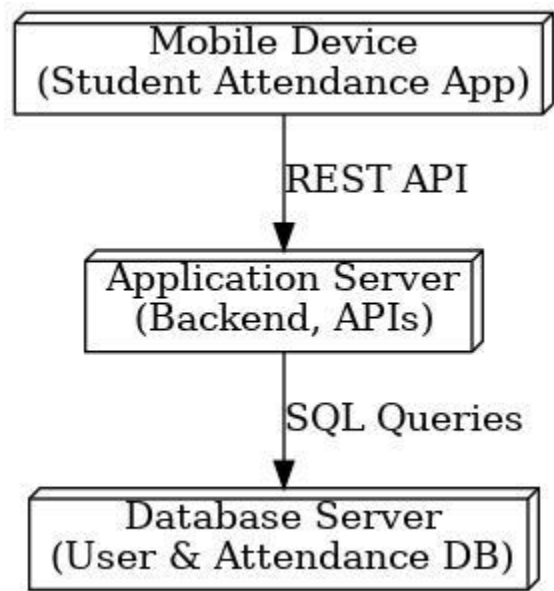 Mobile Device
(Student Attendance App)
REST API
Application Server
(Backend, APIs)
SQL Queries
Database Server
(User & Attendance DB)